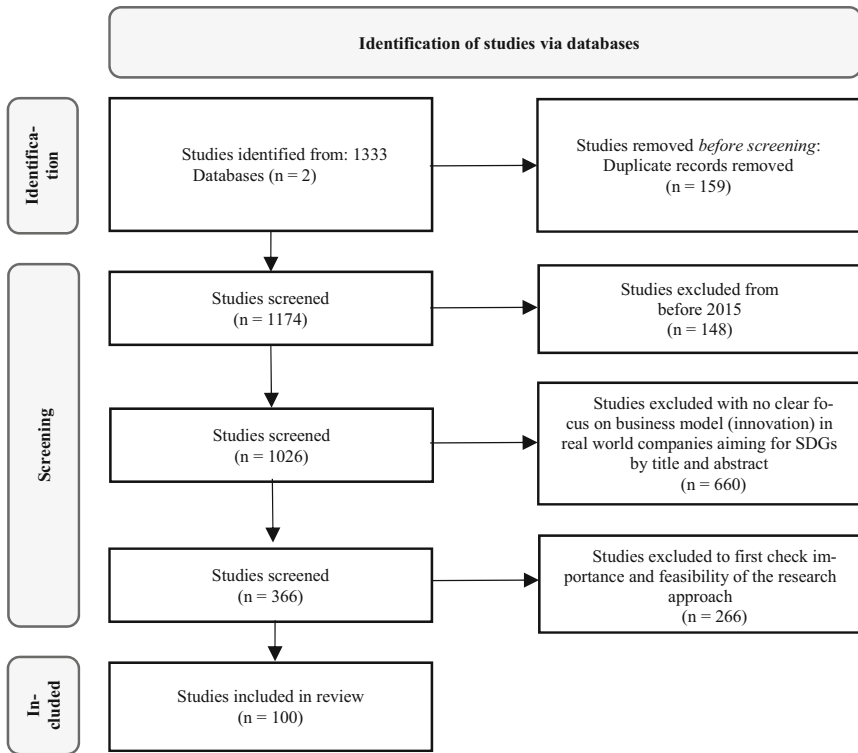 Identification of studies via databases
Identifica-
tion
Studies identified from: 1333
Databases (n = 2)
Studies removed before screening:
Duplicate records removed
(n = 159)
Screening
Studies screened
(n = 1174)
Studies excluded from
before 2015
(n = 148)
Studies screened
(n = 1026)
Studies excluded with no clear fo-
cus on business model (innovation) in
real world companies aiming for SDGs
by title and abstract
(n = 660)
Studies screened
(n = 366)
Studies excluded to first check im-
portance and feasibility of the research
approach
(n = 266)
In-
cluded
Studies included in review
(n = 100)